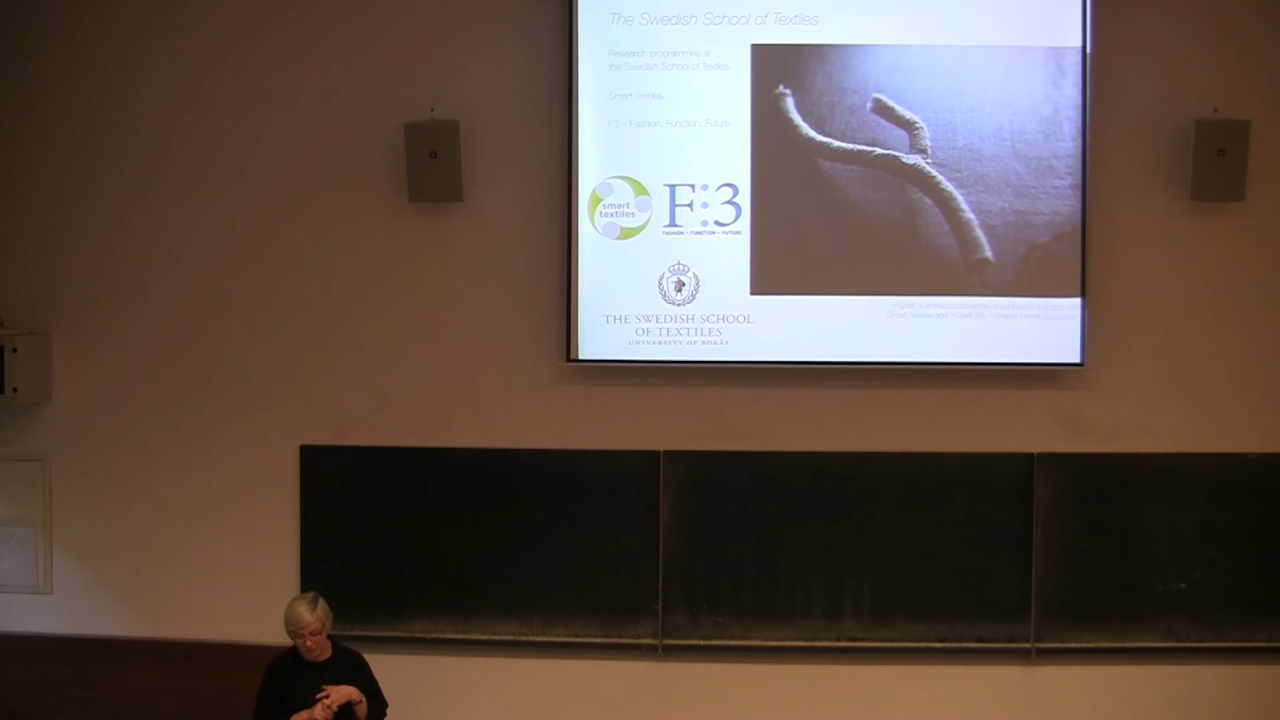 The Swedish School of Textiles
Research programmes at
the Swedish School of Textiles;
Smart Textiles
F3 – Fashion, Function, Future
smart
textiles
F:3
FASHION – FUNCTION – FUTURE
THE SWEDISH SCHOOL
OF TEXTILES
UNIVERSITY OF BORÅS